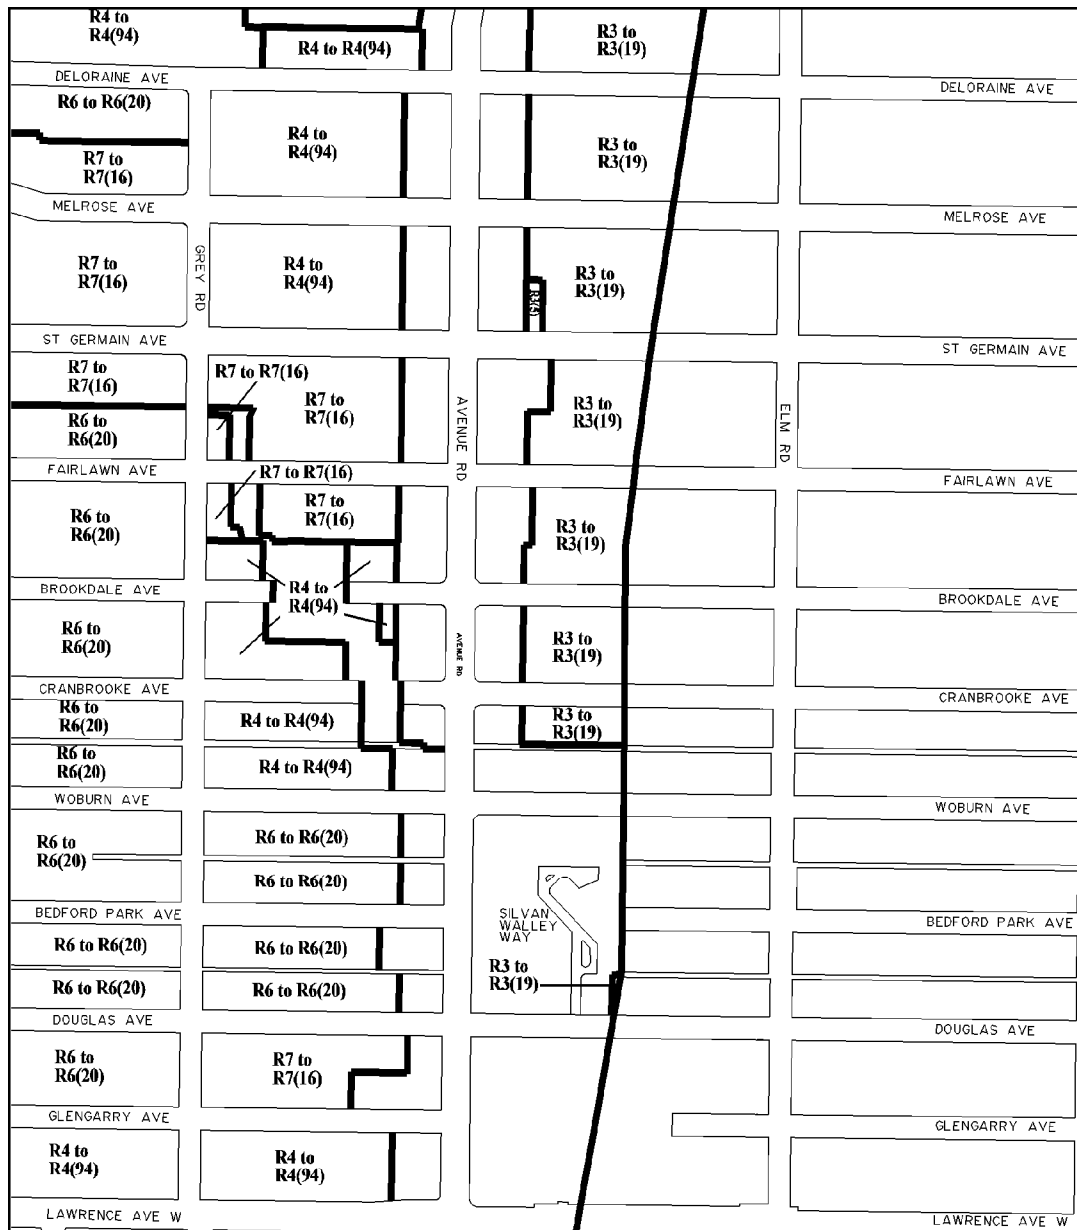 R4 to
R4(94)
R4 to R4(94)
R3 to
R3(19)
DELORAINE AVE
DELORAINE AVE
R6 to R6(20)
R7 to
R7(16)
R4 to
R4(94)
R3 to
R3(19)
MELROSE AVE
MELROSE AVE
R7 to
R7(16)
GREY RD
R4 to
R4(94)
R3 to
R3(19)
ST GERMAIN AVE
ST GERMAIN AVE
R7 to
R7(16)
R6 to
R6(20)
R7 to R7(16)
R7 to
R7(16)
AVENUE RD
R3 to
R3(19)
ELM RD
FAIRLAWN AVE
FAIRLAWN AVE
R6 to
R6(20)
R7 to R7(16)
R7 to
R7(16)
R3 to
R3(19)
R4 to
R4(94)
BROOKDALE AVE
BROOKDALE AVE
R6 to
R6(20)
AVENUE RD
R3 to
R3(19)
CRANBROOKE AVE
CRANBROOKE AVE
R6 to
R6(20)
R4 to R4(94)
R3 to
R3(19)
R6 to
R6(20)
R4 to R4(94)
WOBURN AVE
WOBURN AVE
R6 to
R6(20)
R6 to R6(20)
R6 to R6(20)
SILVAN
WALLEY
WAY
BEDFORD PARK AVE
BEDFORD PARK AVE
R6 to R6(20)
R6 to R6(20)
R3 to
R3(19)
R6 to R6(20)
R6 to R6(20)
DOUGLAS AVE
DOUGLAS AVE
R6 to
R6(20)
R7 to
R7(16)
GLENGARRY AVE
GLENGARRY AVE
R4 to
R4(94)
R4 to
R4(94)
LAWRENCE AVE W
LAWRENCE AVE W